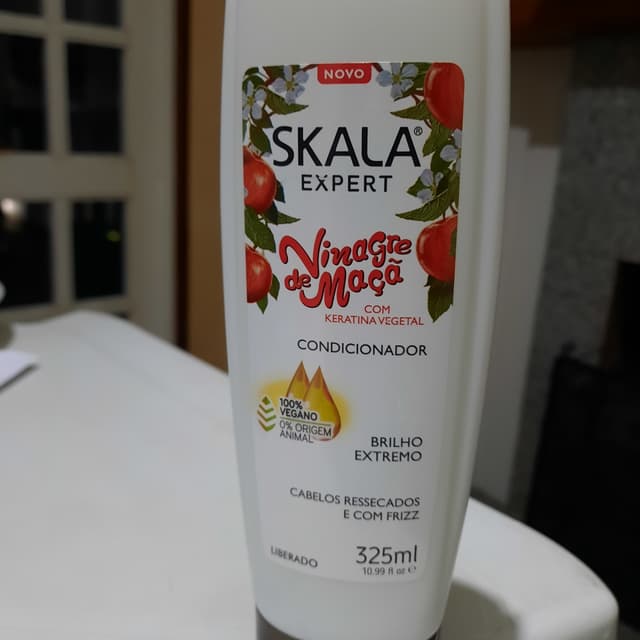 NOVO
SKALA®
EXPERT
Vinagre
de Maçã
COM
KERATINA VEGETAL
CONDICIONADOR
100%
VEGANO
0% ORIGEM
ANIMAL
BRILHO
EXTREMO
CABELOS RESSECADOS
E COM FRIZZ
LIBERADO
325ml
10.99 fl oz ℮